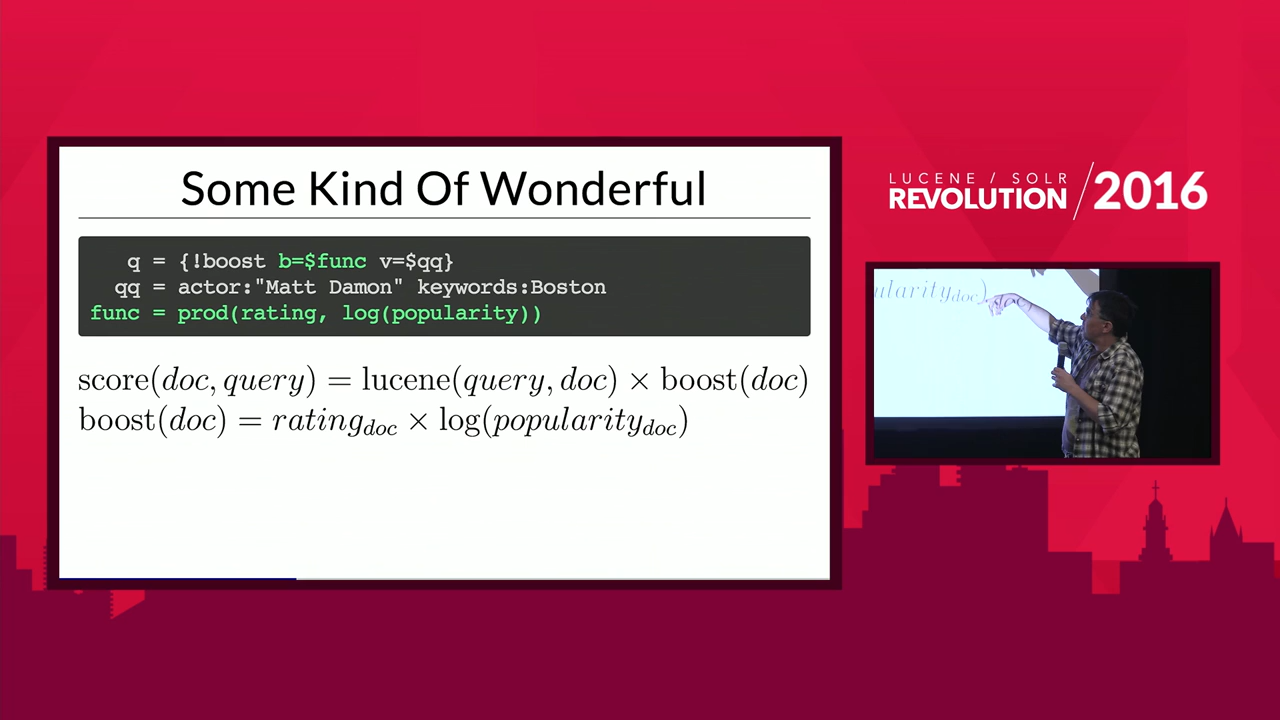 Some Kind Of Wonderful
q = {!boost b=$func v=$qq}
qq = actor:"Matt Damon" keywords:Boston
func = prod(rating, log(popularity))
score(doc, query) = lucene(query, doc) × boost(doc)
boost(doc) = rating_doc × log(popularity_doc)
LUCENE / SOLR
REVOLUTION / 2016
ularity_doc)